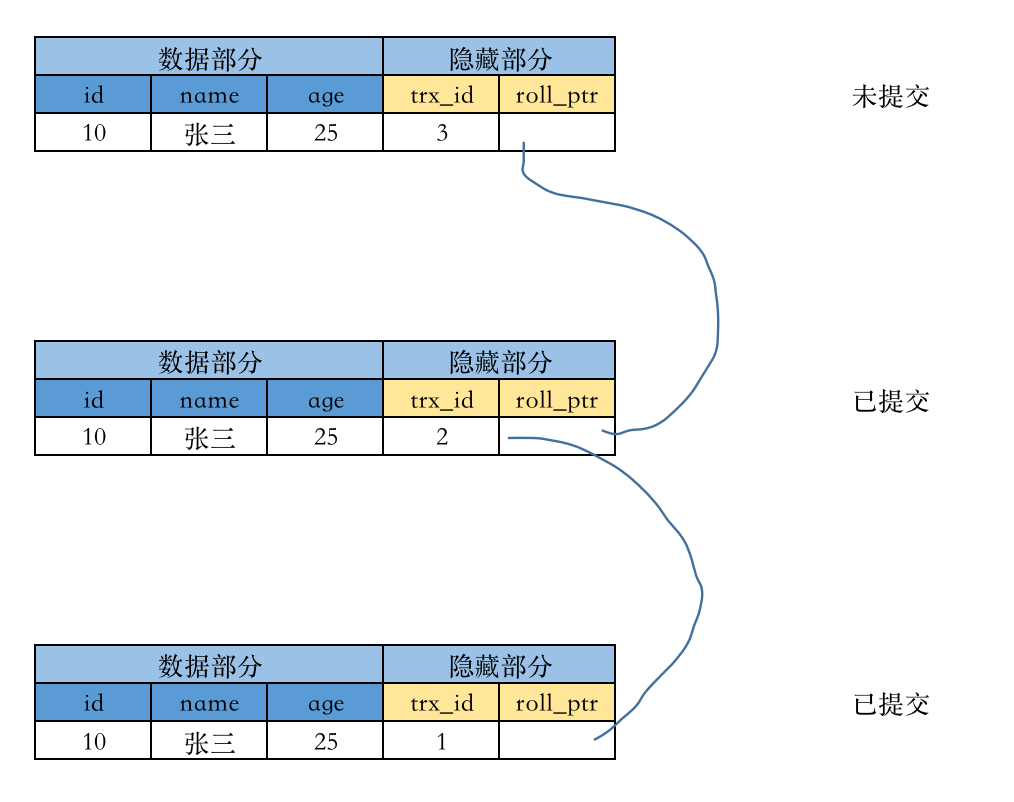 数据部分 隐藏部分
id name age trx_id roll_ptr 未提交
10 张三 25 3
数据部分 隐藏部分
id name age trx_id roll_ptr 已提交
10 张三 25 2
数据部分 隐藏部分
id name age trx_id roll_ptr 已提交
10 张三 25 1